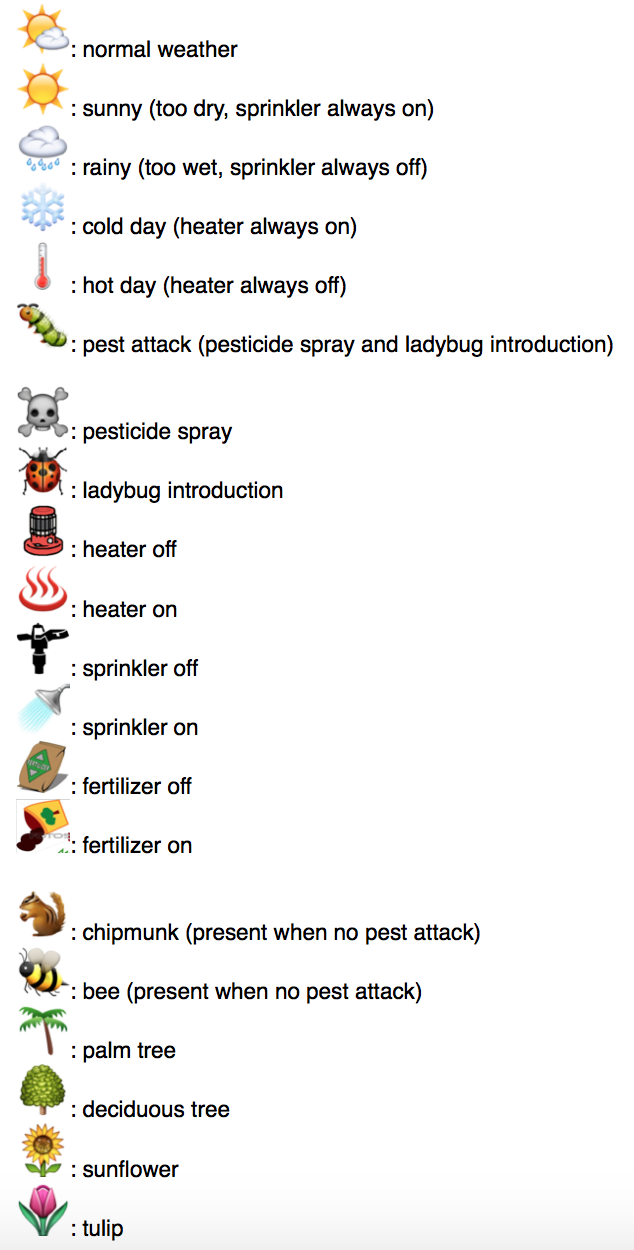 : normal weather
: sunny (too dry, sprinkler always on)
: rainy (too wet, sprinkler always off)
: cold day (heater always on)
: hot day (heater always off)
: pest attack (pesticide spray and ladybug introduction)
: pesticide spray
: ladybug introduction
: heater off
: heater on
: sprinkler off
: sprinkler on
FERTILIZER
: fertilizer off
: fertilizer on
: chipmunk (present when no pest attack)
: bee (present when no pest attack)
: palm tree
: deciduous tree
: sunflower
: tulip